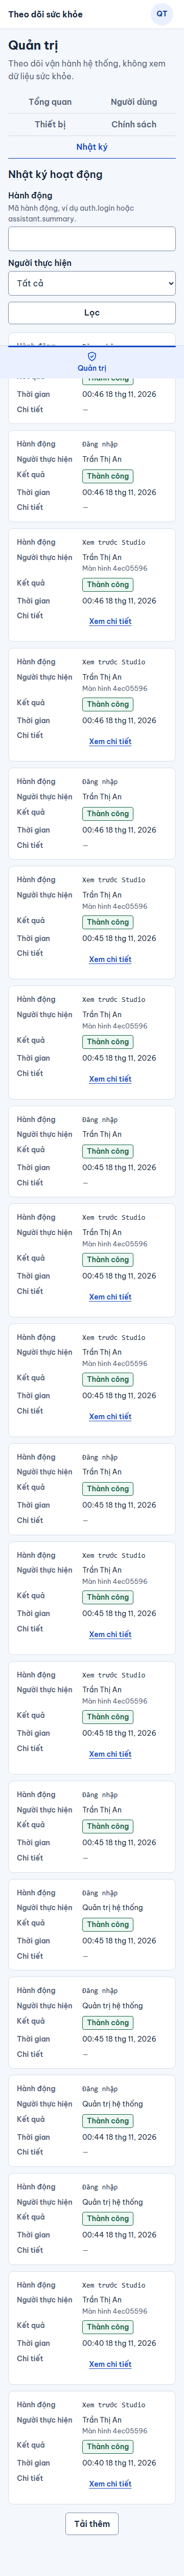 Theo dõi sức khỏe
QT
Quản trị
Theo dõi vận hành hệ thống, không xem
dữ liệu sức khỏe.
Tổng quan
Người dùng
Thiết bị
Chính sách
Nhật ký
Nhật ký hoạt động
Hành động
Mã hành động, ví dụ auth.login hoặc
assistant.summary.
Người thực hiện
Tất cả
Lọc
Quản trị
Thời gian 00:46 18 thg 11, 2026
Chi tiết —
Hành động Đăng nhập
Người thực hiện Trần Thị An
Kết quả Thành công
Thời gian 00:46 18 thg 11, 2026
Chi tiết —
Hành động Xem trước Studio
Người thực hiện Trần Thị An
Màn hình 4ec05596
Kết quả Thành công
Thời gian 00:46 18 thg 11, 2026
Chi tiết Xem chi tiết
Hành động Xem trước Studio
Người thực hiện Trần Thị An
Màn hình 4ec05596
Kết quả Thành công
Thời gian 00:46 18 thg 11, 2026
Chi tiết Xem chi tiết
Hành động Đăng nhập
Người thực hiện Trần Thị An
Kết quả Thành công
Thời gian 00:46 18 thg 11, 2026
Chi tiết —
Hành động Xem trước Studio
Người thực hiện Trần Thị An
Màn hình 4ec05596
Kết quả Thành công
Thời gian 00:45 18 thg 11, 2026
Chi tiết Xem chi tiết
Hành động Xem trước Studio
Người thực hiện Trần Thị An
Màn hình 4ec05596
Kết quả Thành công
Thời gian 00:45 18 thg 11, 2026
Chi tiết Xem chi tiết
Hành động Đăng nhập
Người thực hiện Trần Thị An
Kết quả Thành công
Thời gian 00:45 18 thg 11, 2026
Chi tiết —
Hành động Xem trước Studio
Người thực hiện Trần Thị An
Màn hình 4ec05596
Kết quả Thành công
Thời gian 00:45 18 thg 11, 2026
Chi tiết Xem chi tiết
Hành động Xem trước Studio
Người thực hiện Trần Thị An
Màn hình 4ec05596
Kết quả Thành công
Thời gian 00:45 18 thg 11, 2026
Chi tiết Xem chi tiết
Hành động Đăng nhập
Người thực hiện Trần Thị An
Kết quả Thành công
Thời gian 00:45 18 thg 11, 2026
Chi tiết —
Hành động Xem trước Studio
Người thực hiện Trần Thị An
Màn hình 4ec05596
Kết quả Thành công
Thời gian 00:45 18 thg 11, 2026
Chi tiết Xem chi tiết
Hành động Xem trước Studio
Người thực hiện Trần Thị An
Màn hình 4ec05596
Kết quả Thành công
Thời gian 00:45 18 thg 11, 2026
Chi tiết Xem chi tiết
Hành động Đăng nhập
Người thực hiện Trần Thị An
Kết quả Thành công
Thời gian 00:45 18 thg 11, 2026
Chi tiết —
Hành động Đăng nhập
Người thực hiện Quản trị hệ thống
Kết quả Thành công
Thời gian 00:45 18 thg 11, 2026
Chi tiết —
Hành động Đăng nhập
Người thực hiện Quản trị hệ thống
Kết quả Thành công
Thời gian 00:45 18 thg 11, 2026
Chi tiết —
Hành động Đăng nhập
Người thực hiện Quản trị hệ thống
Kết quả Thành công
Thời gian 00:44 18 thg 11, 2026
Chi tiết —
Hành động Đăng nhập
Người thực hiện Quản trị hệ thống
Kết quả Thành công
Thời gian 00:44 18 thg 11, 2026
Chi tiết —
Hành động Xem trước Studio
Người thực hiện Trần Thị An
Màn hình 4ec05596
Kết quả Thành công
Thời gian 00:40 18 thg 11, 2026
Chi tiết Xem chi tiết
Hành động Xem trước Studio
Người thực hiện Trần Thị An
Màn hình 4ec05596
Kết quả Thành công
Thời gian 00:40 18 thg 11, 2026
Chi tiết Xem chi tiết
Tải thêm